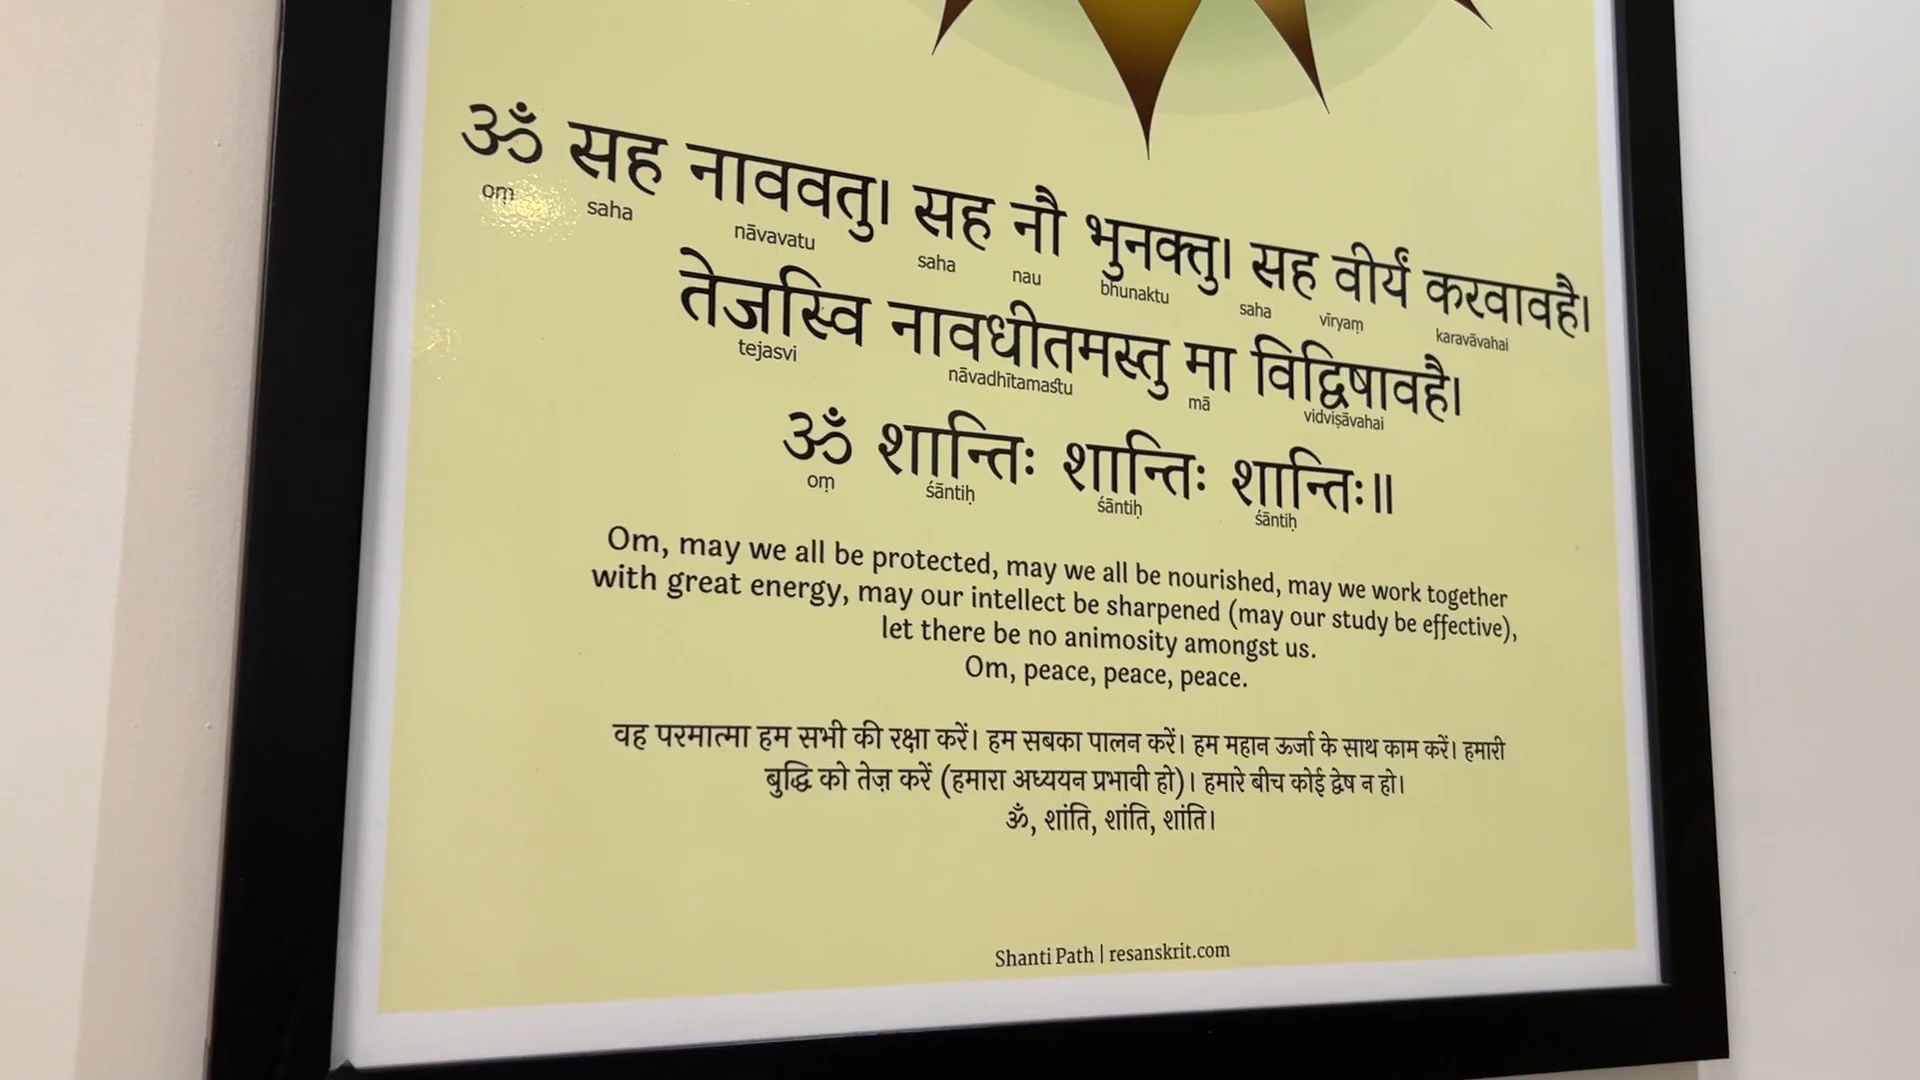 ॐ सह नाववतु। सह नौ भुनक्तु। सह वीर्यं करवावहै।
oṃ saha nāvavatu saha nau bhunaktu saha vīryaṃ karavāvahai
तेजस्वि नावधीतमस्तु मा विद्विषावहै।
tejasvi nāvadhītamastu mā vidviṣāvahai
ॐ शान्तिः शान्तिः शान्तिः॥
oṃ śāntiḥ śāntiḥ śāntiḥ
Om, may we all be protected, may we all be nourished, may we work together
with great energy, may our intellect be sharpened (may our study be effective),
let there be no animosity amongst us.
Om, peace, peace, peace.
वह परमात्मा हम सभी की रक्षा करें। हम सबका पालन करें। हम महान ऊर्जा के साथ काम करें। हमारी
बुद्धि को तेज़ करें (हमारा अध्ययन प्रभावी हो)। हमारे बीच कोई द्वेष न हो।
ॐ, शांति, शांति, शांति।
Shanti Path | resanskrit.com